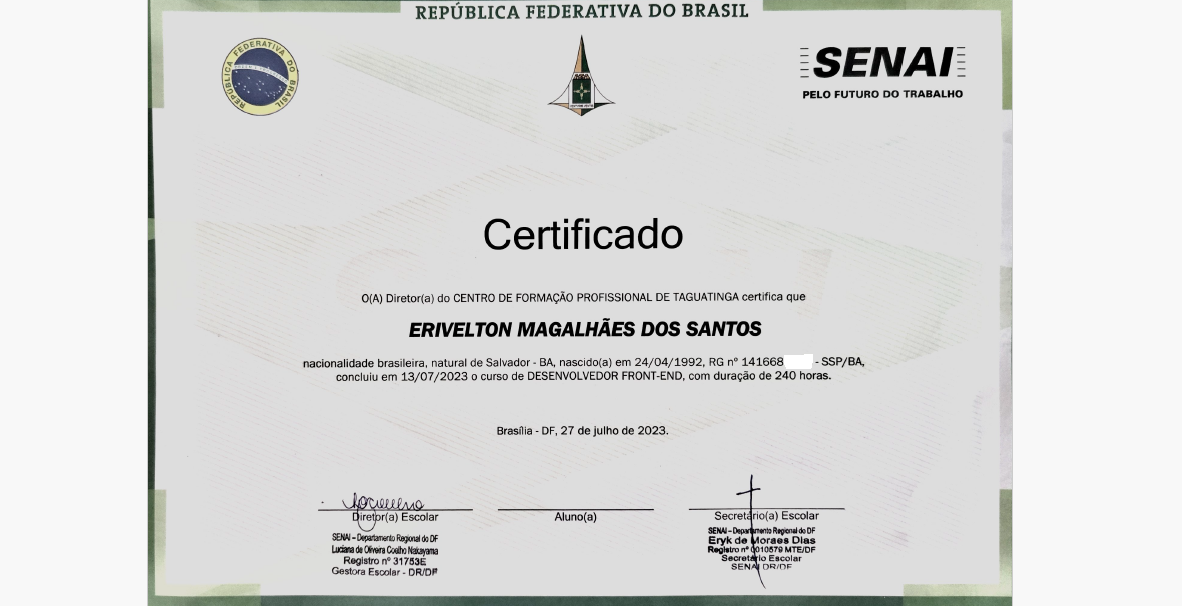 REPÚBLICA FEDERATIVA DO BRASIL
REPÚBLICA FEDERATIVA DO BRASIL
SENAI
PELO FUTURO DO TRABALHO
Certificado
O(A) Diretor(a) do CENTRO DE FORMAÇÃO PROFISSIONAL DE TAGUATINGA certifica que
ERIVELTON MAGALHÃES DOS SANTOS
nacionalidade brasileira, natural de Salvador - BA, nascido(a) em 24/04/1992, RG nº 141668 - SSP/BA,
concluiu em 13/07/2023 o curso de DESENVOLVEDOR FRONT-END, com duração de 240 horas.
Brasília - DF, 27 de julho de 2023.
Diretor(a) Escolar
SENAI – Departamento Regional do DF
Luciana de Oliveira Coelho Nakayama
Registro nº 31753E
Gestora Escolar - DR/DF
Aluno(a)
Secretário(a) Escolar
SENAI – Departamento Regional do DF
Eryk de Moraes Dias
Registro nº 0010579 MTE/DF
Secretário Escolar
SENAI DR/DF